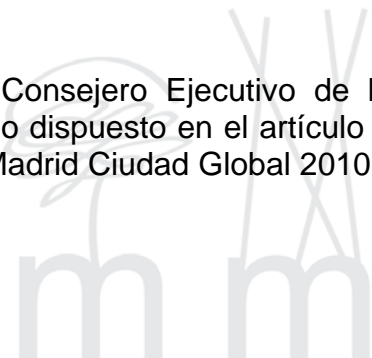 Consejero Ejecutivo de
o dispuesto en el artículo
Madrid Ciudad Global 2010
m m